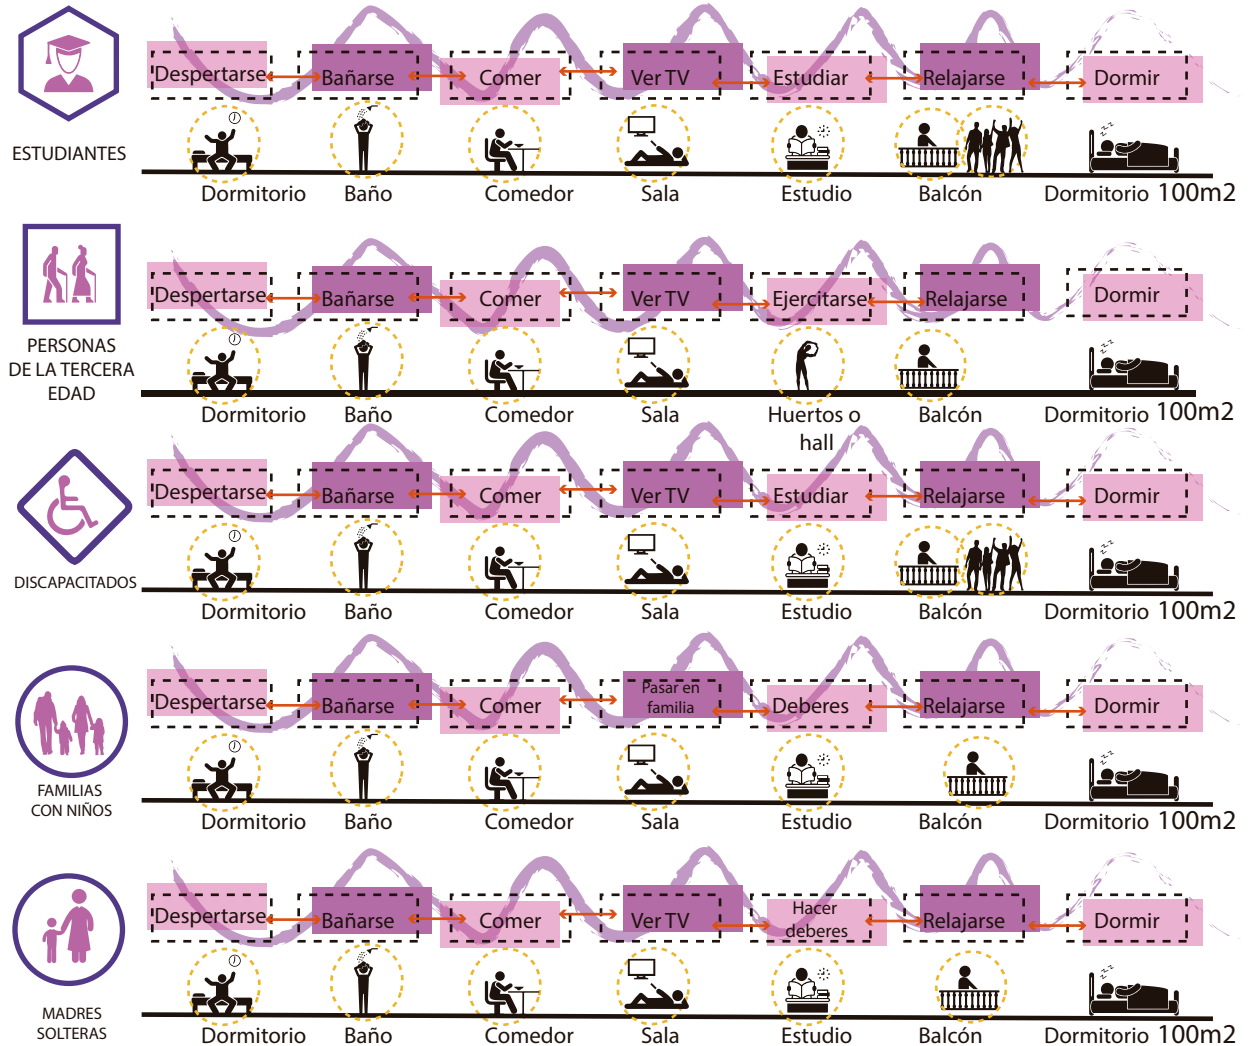 Despertarse Bañarse Comer Ver TV Estudiar Relajarse Dormir
ESTUDIANTES
Dormitorio Baño Comedor Sala Estudio Balcón Dormitorio 100m2
Despertarse Bañarse Comer Ver TV Ejercitarse Relajarse Dormir
PERSONAS
DE LA TERCERA
EDAD
Dormitorio Baño Comedor Sala Huertos o Balcón Dormitorio 100m2
hall
Despertarse Bañarse Comer Ver TV Estudiar Relajarse Dormir
DISCAPACITADOS
Dormitorio Baño Comedor Sala Estudio Balcón Dormitorio 100m2
Despertarse Bañarse Comer Pasar en Deberes Relajarse Dormir
familia
FAMILIAS
CON NIÑOS
Dormitorio Baño Comedor Sala Estudio Balcón Dormitorio 100m2
Despertarse Bañarse Comer Ver TV Hacer Relajarse Dormir
deberes
MADRES
SOLTERAS
Dormitorio Baño Comedor Sala Estudio Balcón Dormitorio 100m2